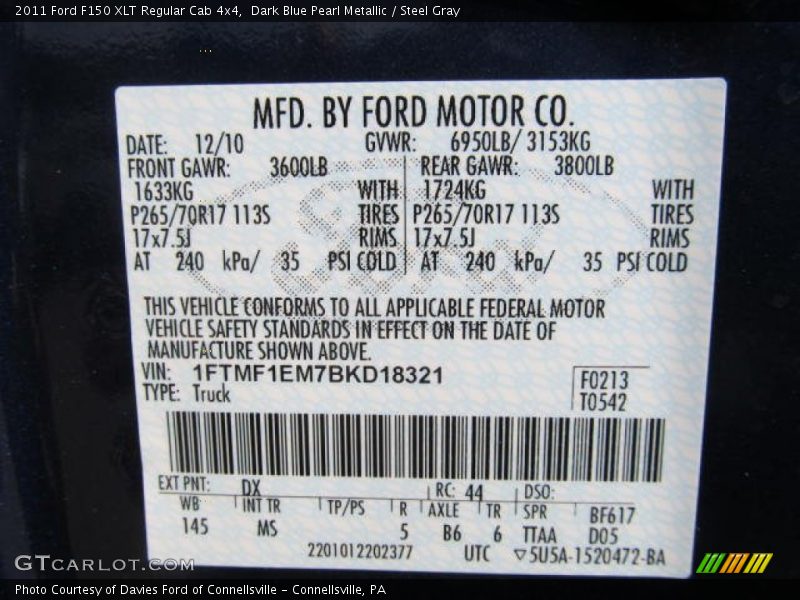 2011 Ford F150 XLT Regular Cab 4x4,  Dark Blue Pearl Metallic / Steel Gray
MFD. BY FORD MOTOR CO.
DATE: 12/10 GVWR: 6950LB/ 3153KG
FRONT GAWR: 3600LB REAR GAWR: 3800LB
1633KG WITH 1724KG WITH
P265/70R17 113S TIRES P265/70R17 113S TIRES
17x7.5J RIMS 17x7.5J RIMS
AT 240 kPa/ 35 PSI COLD AT 240 kPa/ 35 PSI COLD
THIS VEHICLE CONFORMS TO ALL APPLICABLE FEDERAL MOTOR
VEHICLE SAFETY STANDARDS IN EFFECT ON THE DATE OF
MANUFACTURE SHOWN ABOVE.
VIN: 1FTMF1EM7BKD18321 F0213
TYPE: Truck T0542
EXT PNT: DX RC: 44 DSO:
WB INT TR TP/PS R AXLE TR SPR BF617
145 MS 5 B6 6 TTAA D05
2201012202377 UTC ▽5U5A-1520472-BA
GTCarLot.com
Photo Courtesy of Davies Ford of Connellsville - Connellsville, PA